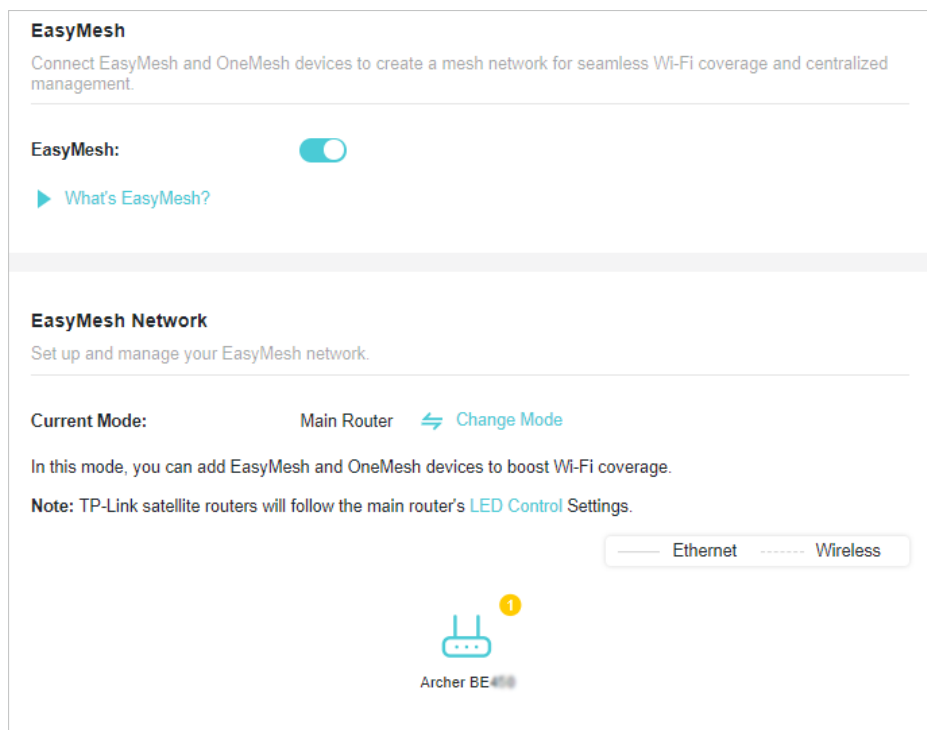 EasyMesh
Connect EasyMesh and OneMesh devices to create a mesh network for seamless Wi-Fi coverage and centralized
management.
EasyMesh:
What's EasyMesh?
EasyMesh Network
Set up and manage your EasyMesh network.
Current Mode: Main Router Change Mode
In this mode, you can add EasyMesh and OneMesh devices to boost Wi-Fi coverage.
Note: TP-Link satellite routers will follow the main router's LED Control Settings.
Ethernet Wireless
1
Archer